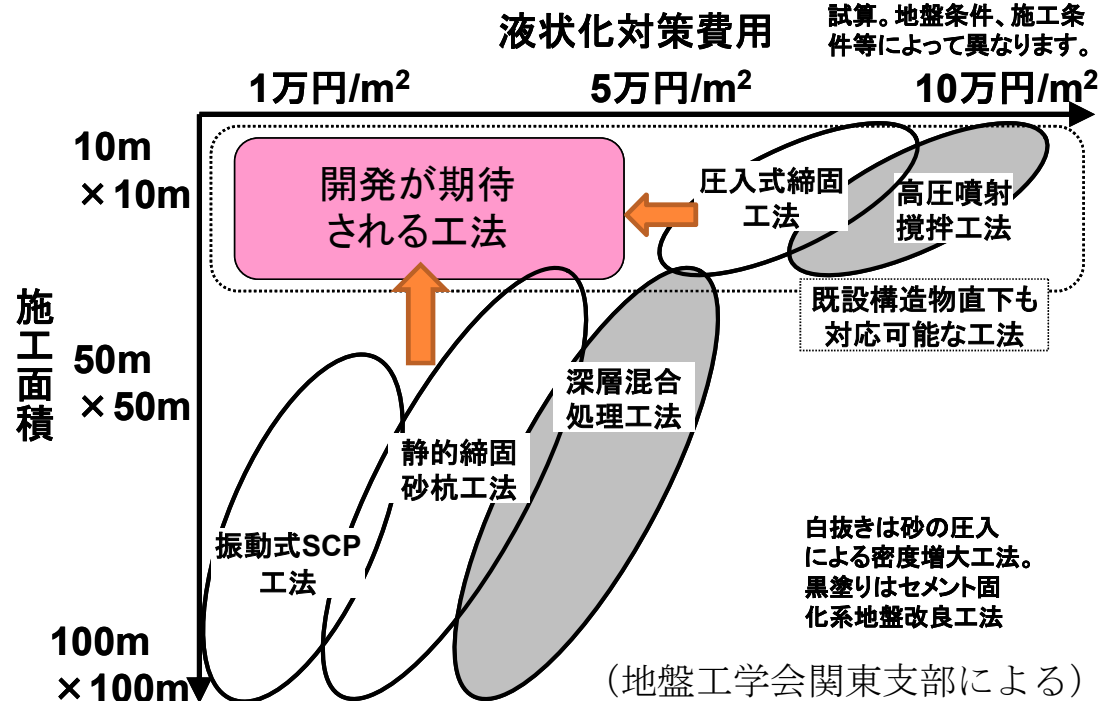 液状化対策費用
試算。地盤条件、施工条
件等によって異なります。
1万円/m²
5万円/m²
10万円/m²
施工面積
10m
×10m
50m
×50m
100m
×100m
開発が期待
される工法
圧入式締固
工法
高圧噴射
撹拌工法
既設構造物直下も
対応可能な工法
深層混合
処理工法
静的締固
砂杭工法
振動式SCP
工法
白抜きは砂の圧入
による密度増大工法。
黒塗りはセメント固
化系地盤改良工法
（地盤工学会関東支部による）